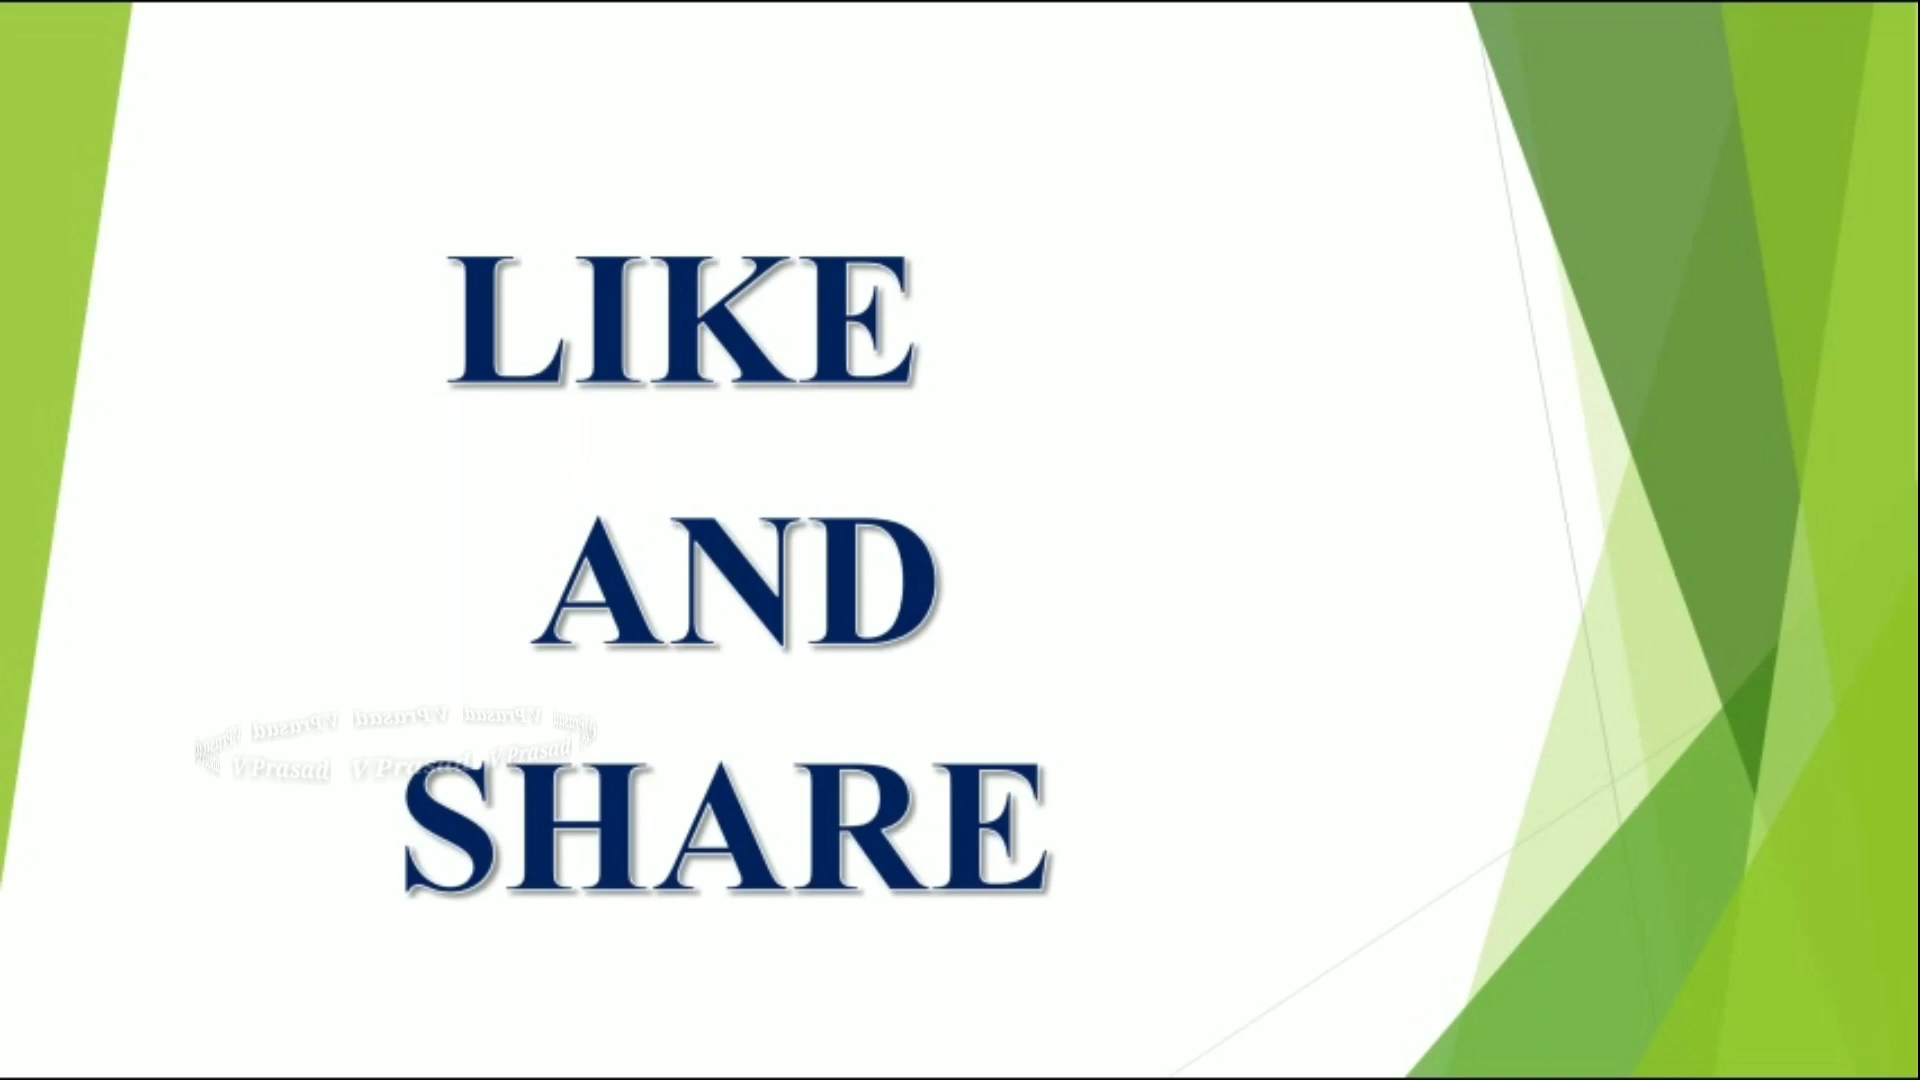 LIKE
AND
V Prasad V Prasad V Prasad
SHARE